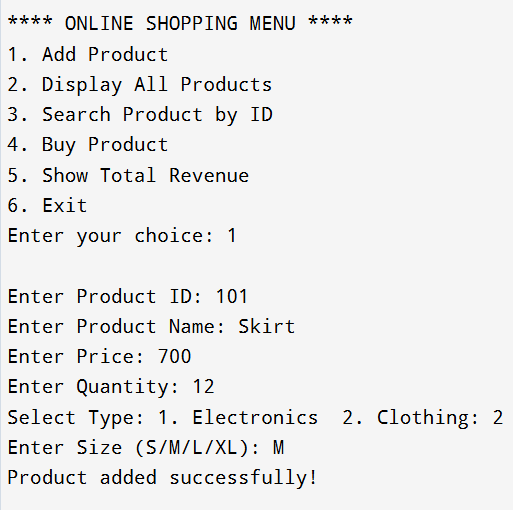 **** ONLINE SHOPPING MENU ****
1. Add Product
2. Display All Products
3. Search Product by ID
4. Buy Product
5. Show Total Revenue
6. Exit
Enter your choice: 1
Enter Product ID: 101
Enter Product Name: Skirt
Enter Price: 700
Enter Quantity: 12
Select Type: 1. Electronics  2. Clothing: 2
Enter Size (S/M/L/XL): M
Product added successfully!